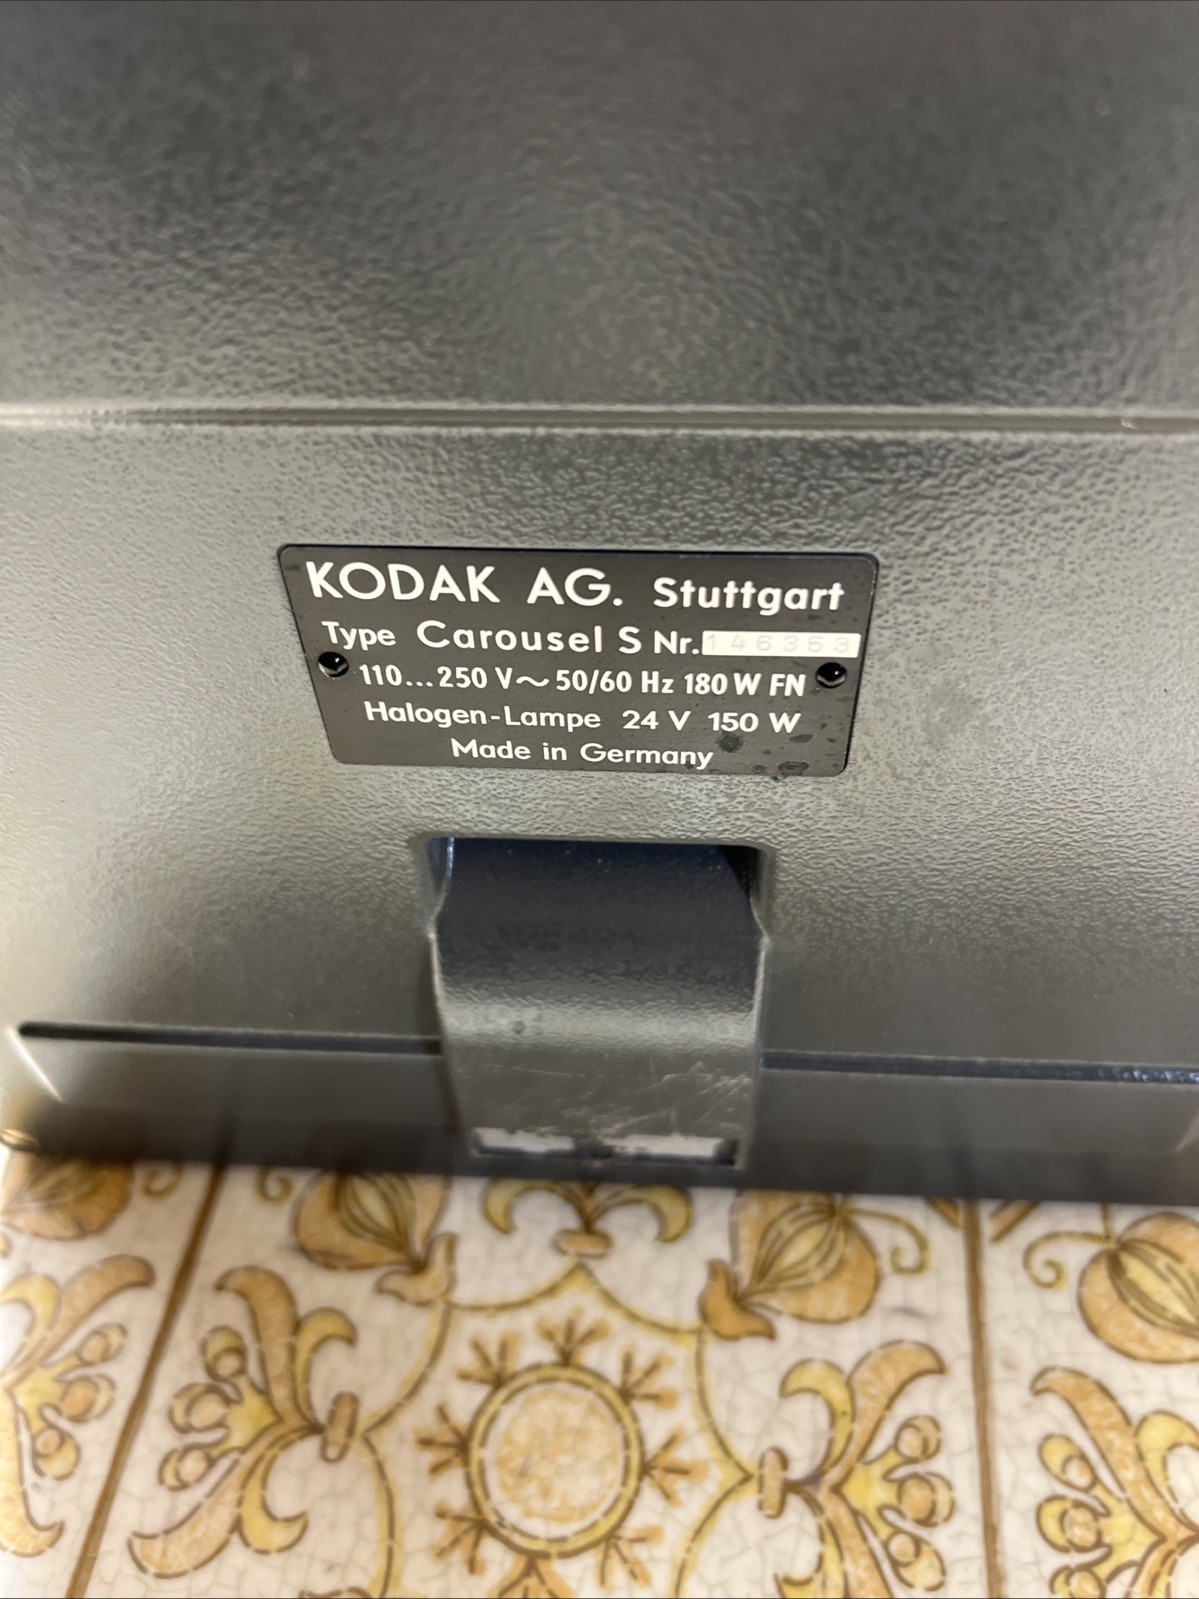 KODAK AG. Stuttgart
Type Carousel S Nr. 146353
110...250 V~ 50/60 Hz 180 W FN
Halogen-Lampe 24 V 150 W
Made in Germany